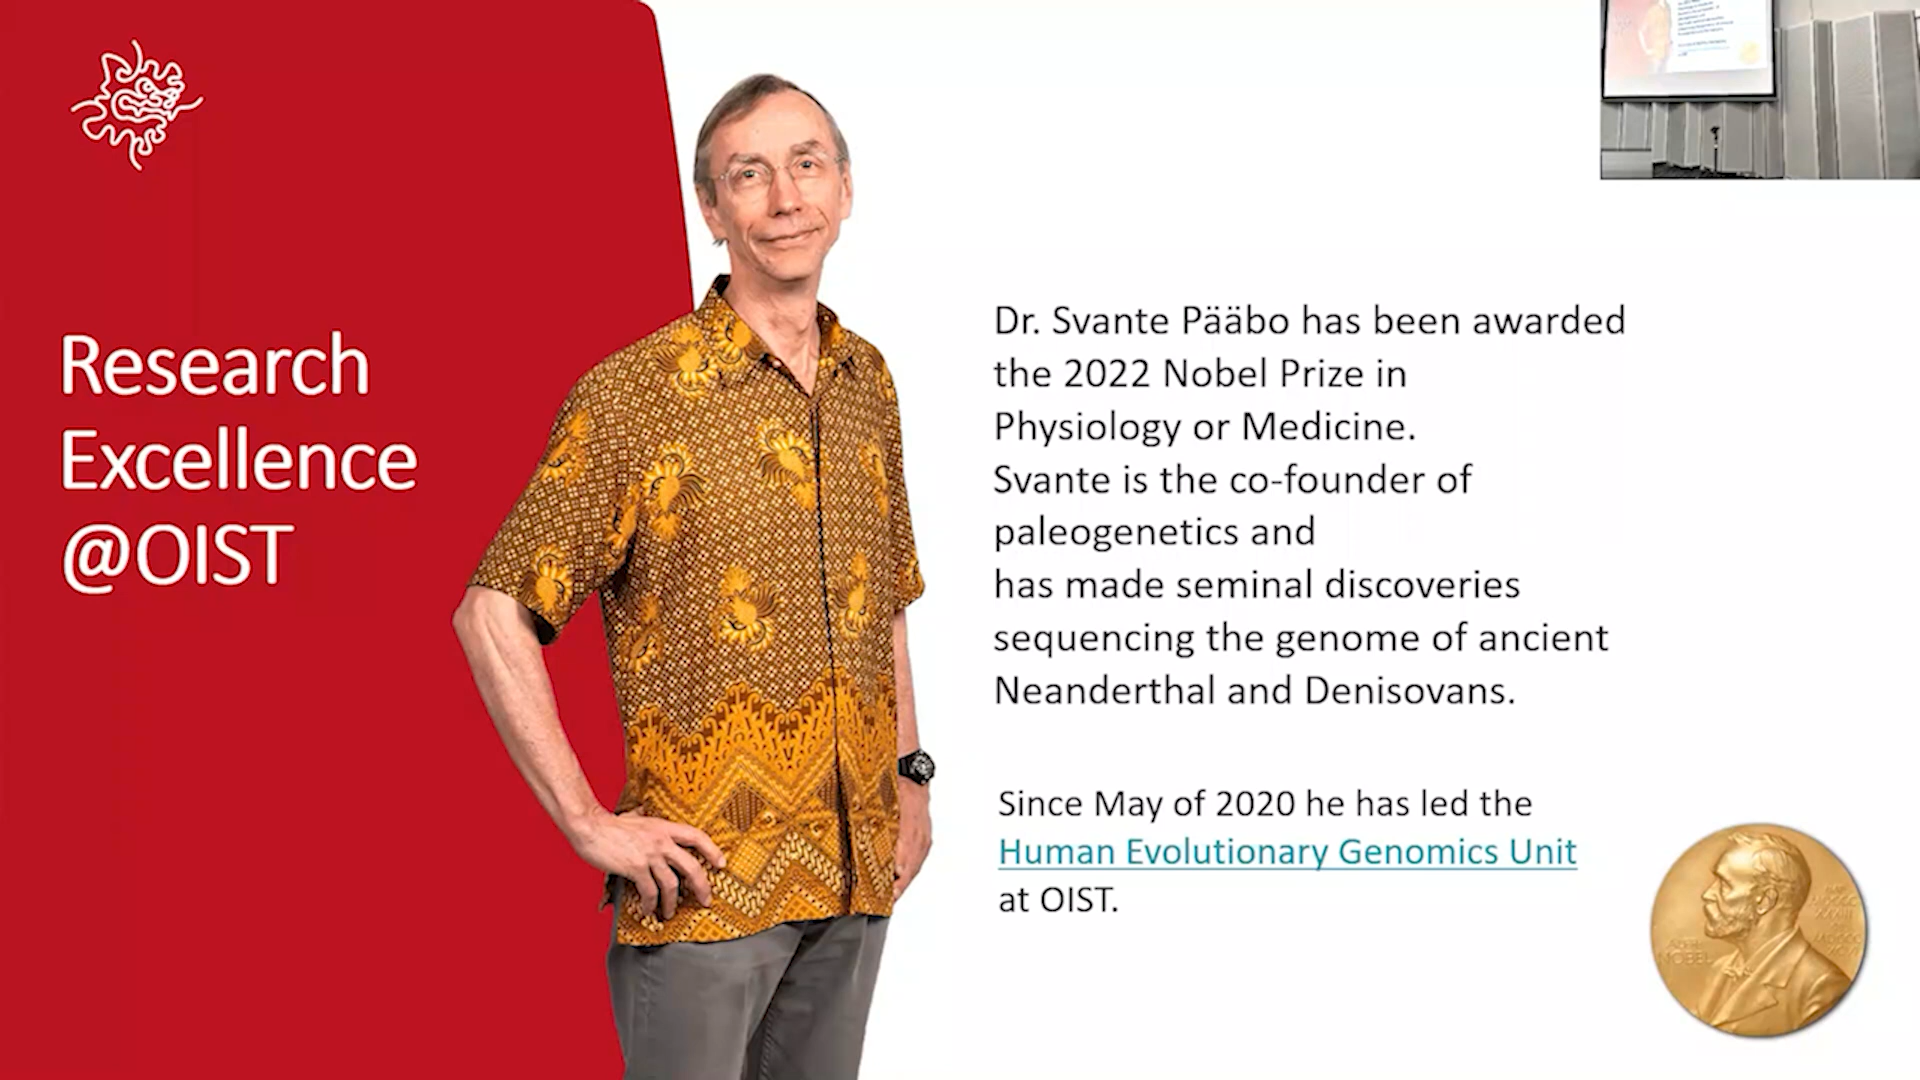 Research
Excellence
@OIST
Dr. Svante Pääbo has been awarded
the 2022 Nobel Prize in
Physiology or Medicine.
Svante is the co-founder of
paleogenetics and
has made seminal discoveries
sequencing the genome of ancient
Neanderthal and Denisovans.
Since May of 2020 he has led the
Human Evolutionary Genomics Unit
at OIST.